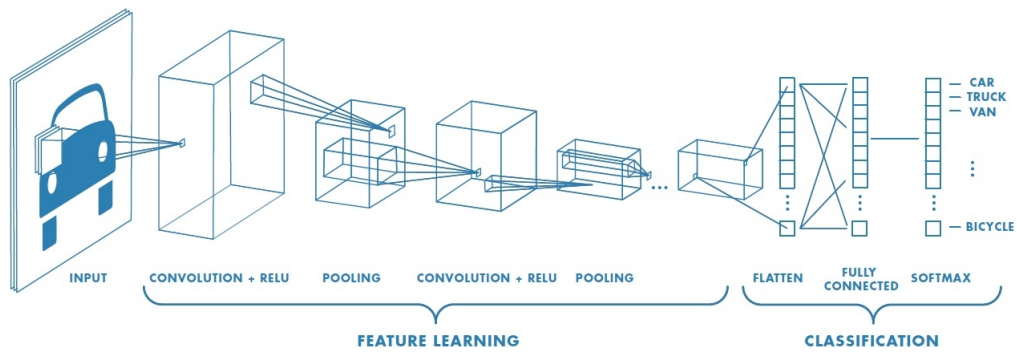 CAR
TRUCK
VAN
BICYCLE
INPUT
CONVOLUTION + RELU
POOLING
CONVOLUTION + RELU
POOLING
FLATTEN
FULLY
CONNECTED
SOFTMAX
FEATURE LEARNING
CLASSIFICATION